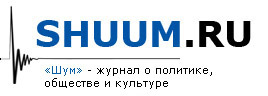 SHUUM.RU
«Шум» - журнал о политике,
обществе и культуре